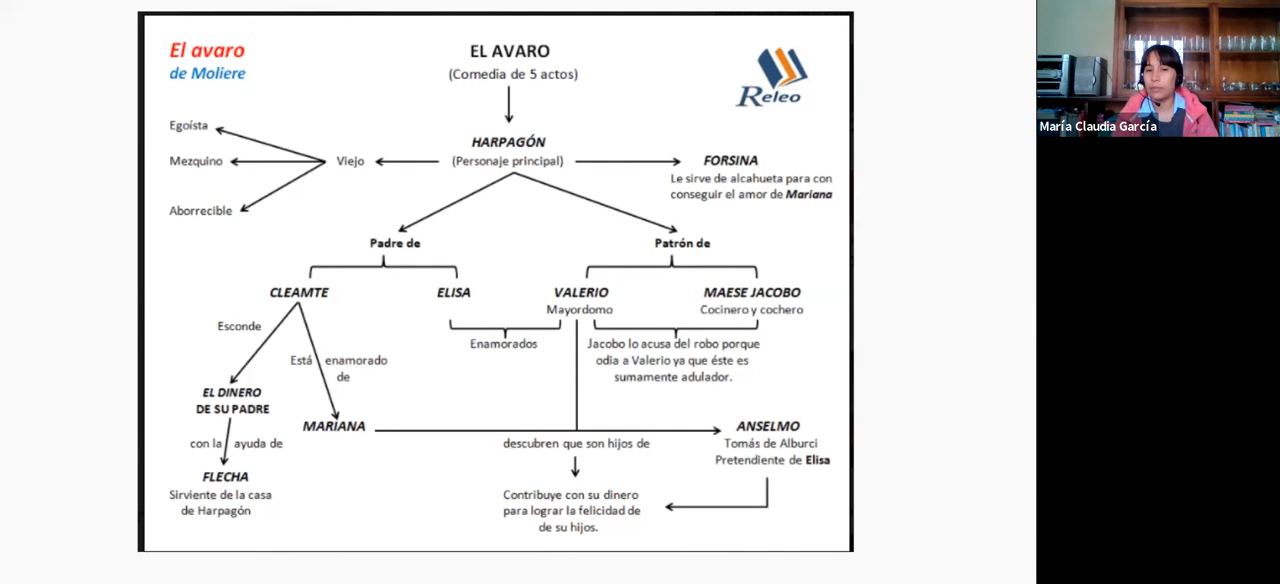 El avaro
de Moliere
EL AVARO
(Comedia de 5 actos)
Releo
Egoísta
Mezquino
Aborrecible
Viejo
HARPAGÓN
(Personaje principal)
FORSINA
Le sirve de alcahueta para con
conseguir el amor de Mariana
Padre de
Patrón de
CLEAMTE
ELISA
VALERIO
Mayordomo
MAESE JACOBO
Cocinero y cochero
Esconde
Enamorados
Jacobo lo acusa del robo porque
odia a Valerio ya que éste es
sumamente adulador.
Está enamorado
de
EL DINERO
DE SU PADRE
MARIANA
con la ayuda de
descubren que son hijos de
ANSELMO
Tomás de Alburci
Pretendiente de Elisa
FLECHA
Sirviente de la casa
de Harpagón
Contribuye con su dinero
para lograr la felicidad de
de su hijos.
María Claudia García